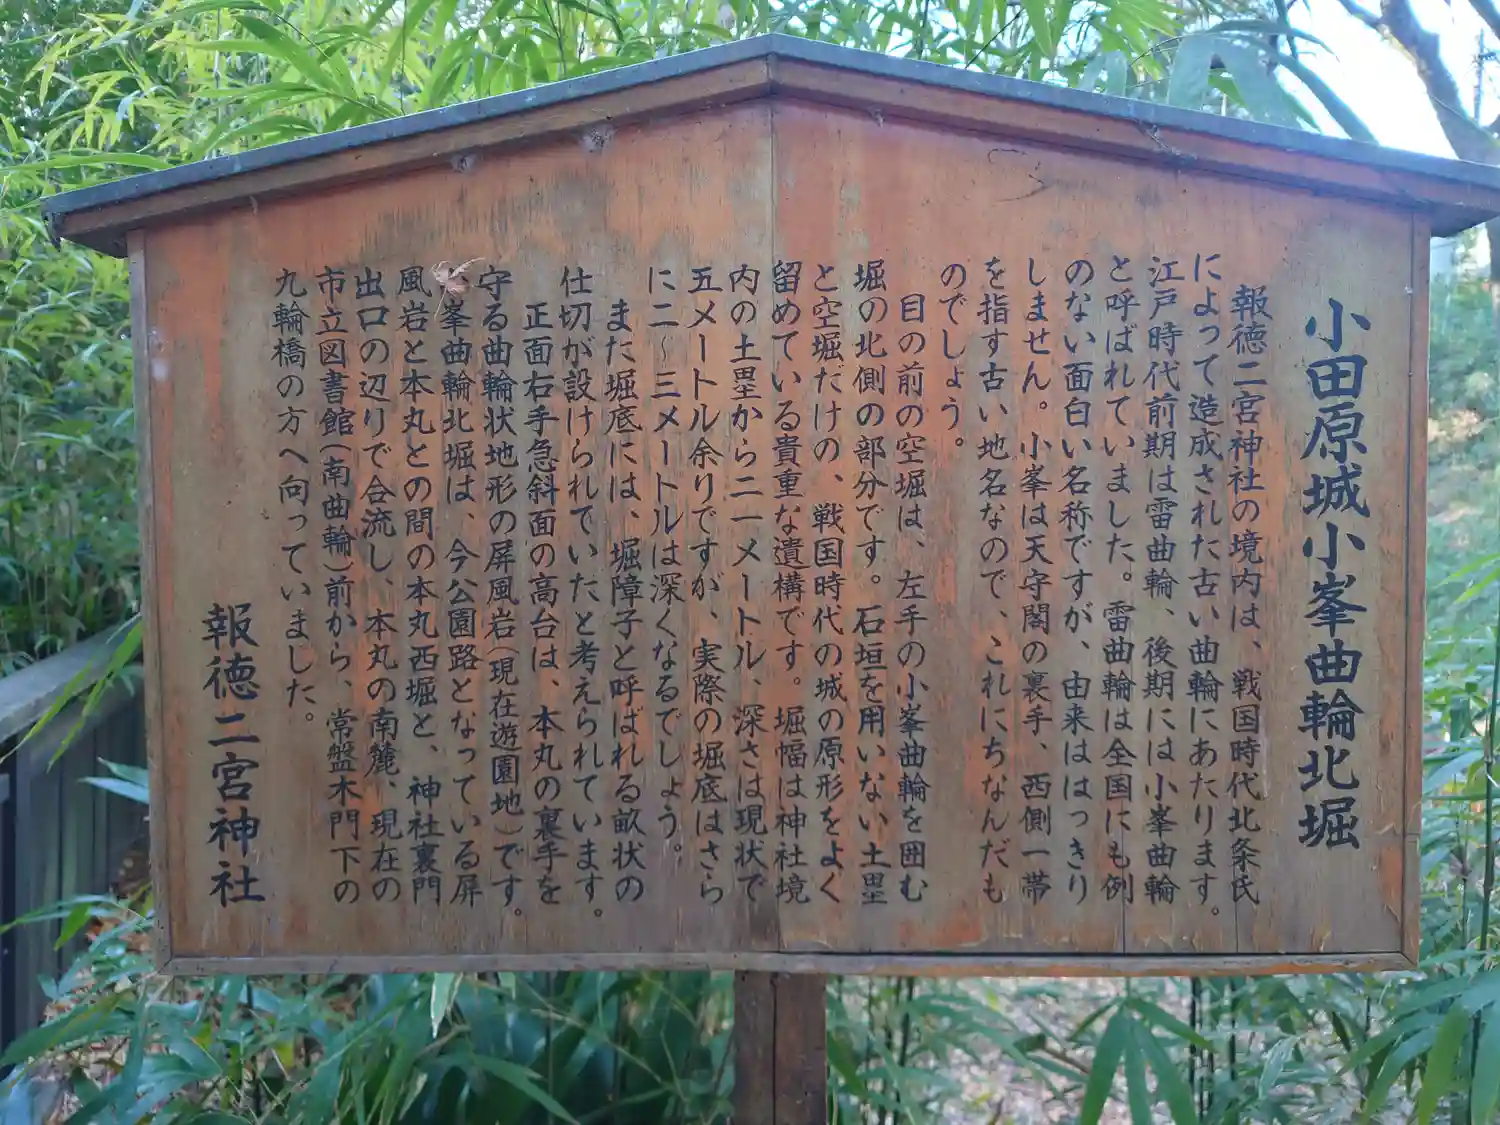 小田原城小峯曲輪北堀
報徳二宮神社の境内は、戦国時代北条氏
によって造成された古い曲輪にあたります。
江戸時代前期は雷曲輪、後期には小峯曲輪
と呼ばれていました。雷曲輪は全国にも例
のない面白い名称ですが、由来ははっきり
しません。小峯は天守閣の裏手、西側一帯
を指す古い地名なので、これにちなんだも
のでしょう。
目の前の空堀は、左手の小峯曲輪を囲む
堀の北側の部分です。石垣を用いない土塁
と空堀だけの、戦国時代の城の原形をよく
留めている貴重な遺構です。堀幅は神社境
内の土塁から二一メートル、深さは現状で
五メートル余りですが、実際の堀底はさら
に二～三メートルは深くなるでしょう。
また堀底には、堀障子と呼ばれる畝状の
仕切が設けられていたと考えられています。
正面右手急斜面の高台は、本丸の裏手を
守る曲輪状地形の屏風岩(現在遊園地)です。
小峯曲輪北堀は、今公園路となっている屏
風岩と本丸との間の本丸西堀と、神社裏門
出口の辺りで合流し、本丸の南麓、現在の
市立図書館(南曲輪)前から、常盤木門下の
九輪橋の方へ向っていました。
報徳二宮神社